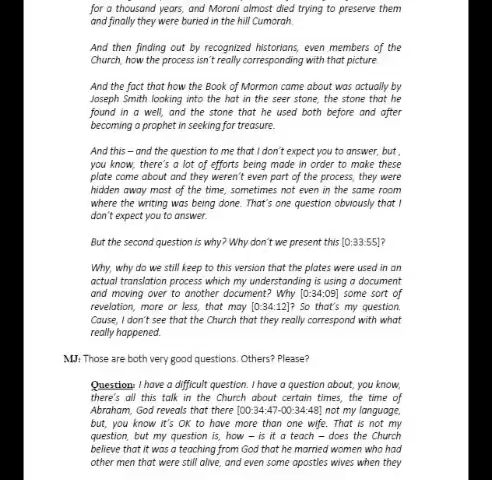 for a thousand years, and Moroni almost died trying to preserve them
and finally they were buried in the hill Cumorah.
And then finding out by recognized historians, even members of the
Church, how the process isn't really corresponding with that picture.
And the fact that how the Book of Mormon came about was actually by
Joseph Smith looking into the hat in the seer stone, the stone that he
found in a well, and the stone that he used both before and after
becoming a prophet in seeking for treasure.
And this – and the question to me that I don't expect you to answer, but ,
you know, there's a lot of efforts being made in order to make these
plate come about and they weren't even part of the process, they were
hidden away most of the time, sometimes not even in the same room
where the writing was being done. That's one question obviously that I
don't expect you to answer.
But the second question is why? Why don't we present this [0:33:55]?
Why, why do we still keep to this version that the plates were used in an
actual translation process which my understanding is using a document
and moving over to another document? Why [0:34:09] some sort of
revelation, more or less, that may [0:34:12]? So that's my question.
Cause, I don't see that the Church that they really correspond with what
really happened.
MJ: Those are both very good questions. Others? Please?
Question: I have a difficult question. I have a question about, you know,
there's all this talk in the Church about certain times, the time of
Abraham, God reveals that there [00:34:47-00:34:48] not my language,
but, you know it's OK to have more than one wife. That is not my
question, but my question is, how – is it a teach – does the Church
believe that it was a teaching from God that he married women who had
other men that were still alive, and even some apostles wives when they